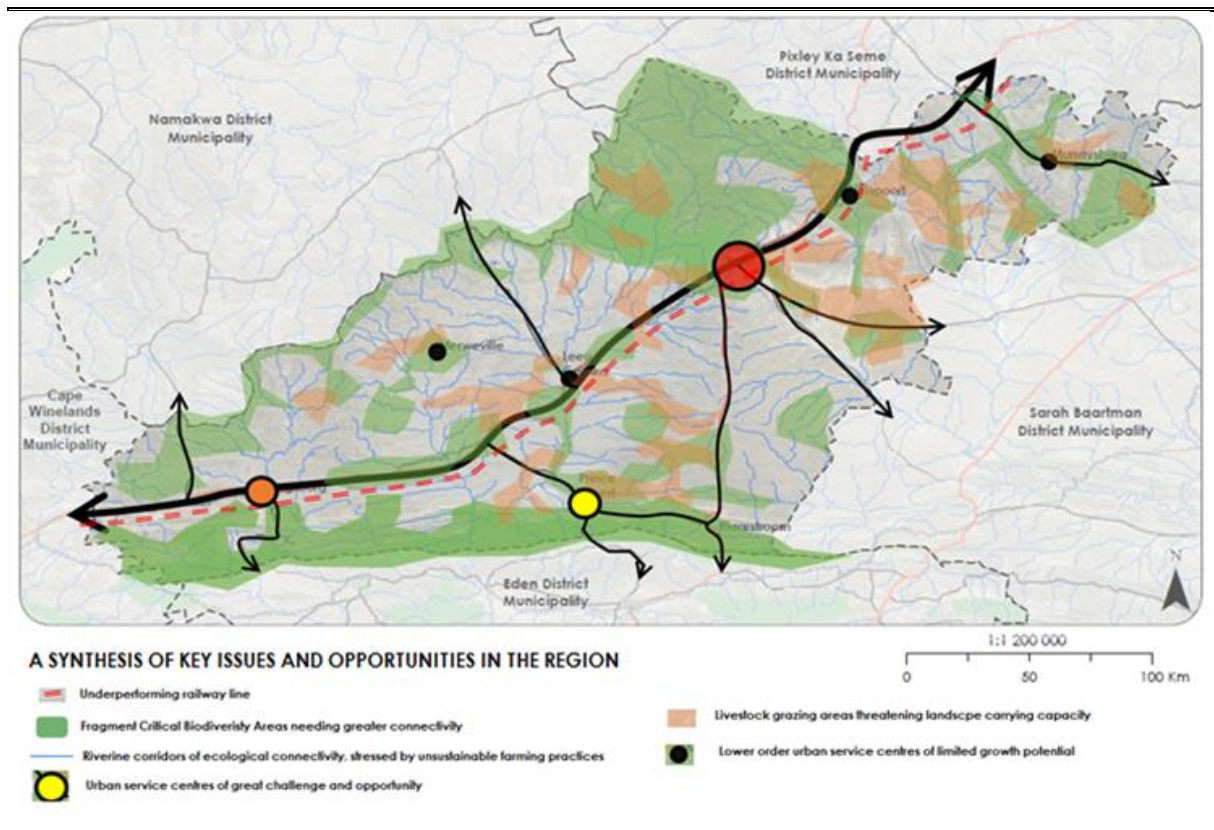 Pixley Ka Seme
District Municipality
Namakwa District
Municipality
Cape
Winelands
District
Municipality
Sarah Baartman
District Municipality
Eden District
Municipality
N
1:1 200 000
0 50 100 Km
A SYNTHESIS OF KEY ISSUES AND OPPORTUNITIES IN THE REGION
Underperforming railway line
Fragment Critical Biodiveristy Areas needing greater connectivity
Riverine corridors of ecological connectivity, stressed by unsustainable farming practices
Urban service centres of great challenge and opportunity
Livestock grazing areas threatening landscpe carrying capacity
Lower order urban service centres of limited growth potential